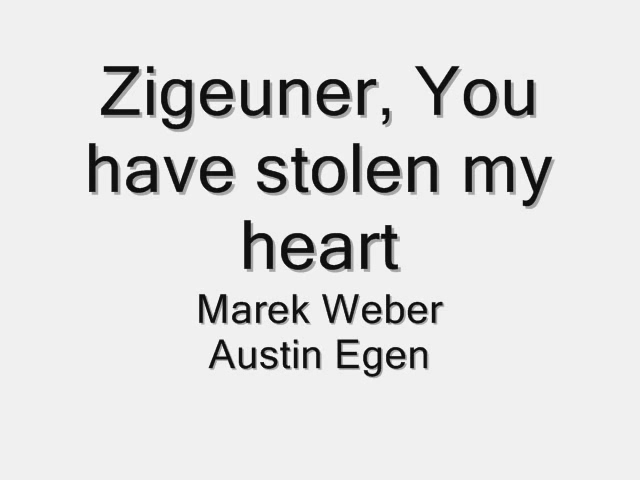 Zigeuner, You
have stolen my
heart
Marek Weber
Austin Egen